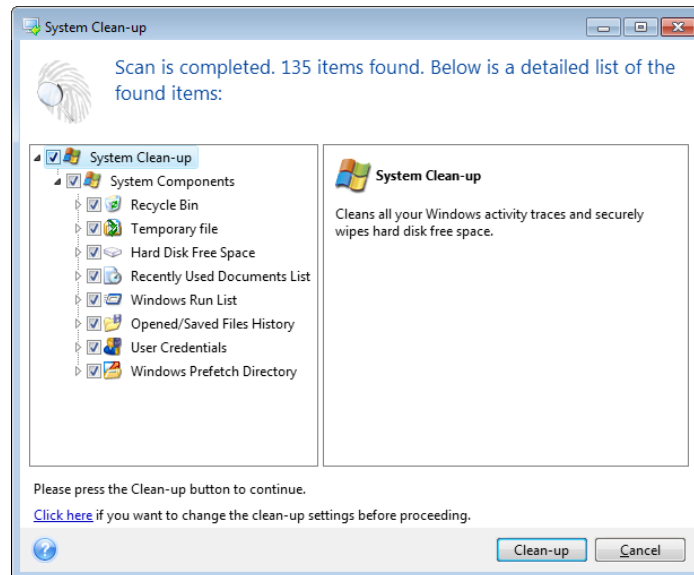 System Clean-up
Scan is completed. 135 items found. Below is a detailed list of the
found items:
System Clean-up
System Components
Recycle Bin
Temporary file
Hard Disk Free Space
Recently Used Documents List
Windows Run List
Opened/Saved Files History
User Credentials
Windows Prefetch Directory
System Clean-up
Cleans all your Windows activity traces and securely
wipes hard disk free space.
Please press the Clean-up button to continue.
Click here if you want to change the clean-up settings before proceeding.
Clean-up
Cancel